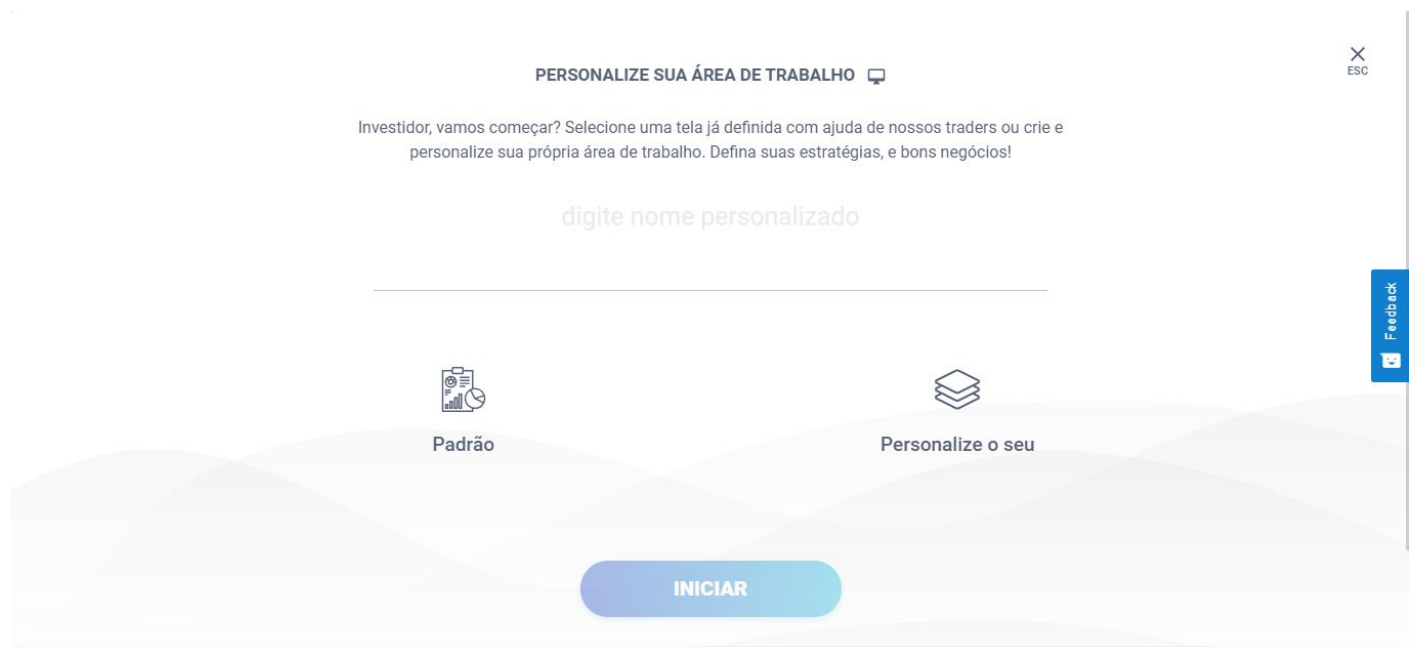 PERSONALIZE SUA ÁREA DE TRABALHO
ESC
Investidor, vamos começar? Selecione uma tela já definida com ajuda de nossos traders ou crie e
personalize sua própria área de trabalho. Defina suas estratégias, e bons negócios!
digite nome personalizado
Feedback
Padrão
Personalize o seu
INICIAR